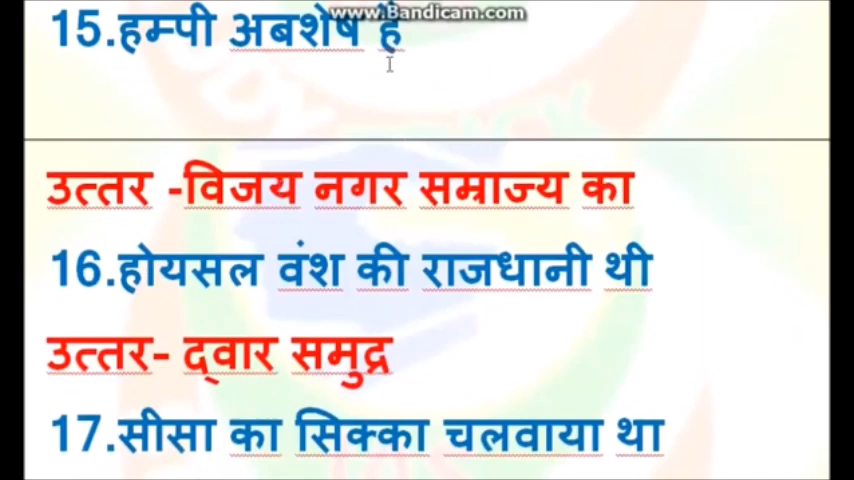 www.Bandicam.com
15.हम्पी अबशेष हैं
उत्तर -विजय नगर सम्राज्य का
16.होयसल वंश की राजधानी थी
उत्तर- द्वार समुद्र
17.सीसा का सिक्का चलवाया था